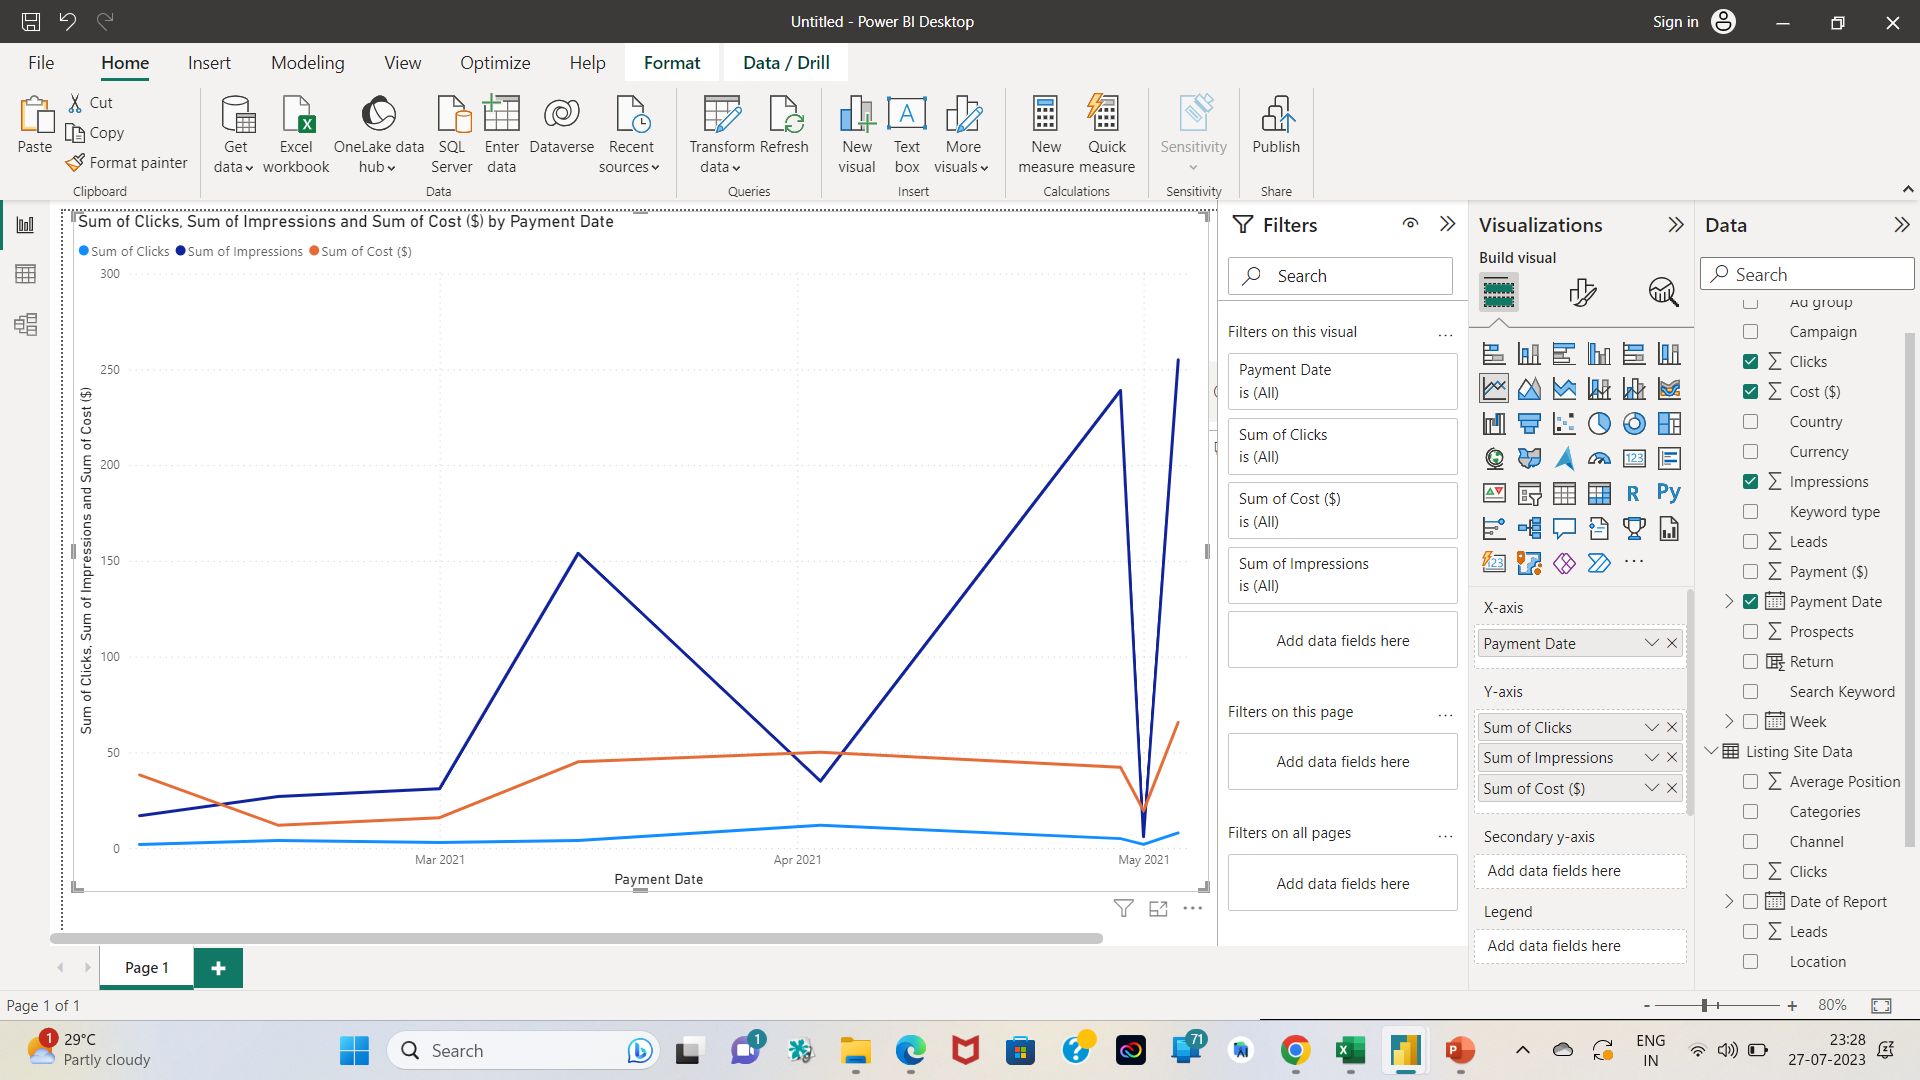 Untitled - Power BI Desktop
Sign in
File
Home
Insert
Modeling
View
Optimize
Help
Format
Data / Drill
Paste
Cut
Copy
Format painter
Clipboard
Get data
Excel workbook
OneLake data hub
SQL Server
Enter data
Dataverse
Recent sources
Data
Transform data
Refresh
Queries
New visual
Text box
More visuals
Insert
New measure
Quick measure
Calculations
Sensitivity
Sensitivity
Publish
Share
Sum of Clicks, Sum of Impressions and Sum of Cost ($) by Payment Date
Sum of Clicks
Sum of Impressions
Sum of Cost ($)
Sum of Clicks, Sum of Impressions and Sum of Cost ($)
300
250
200
150
100
50
0
Mar 2021
Apr 2021
May 2021
Payment Date
Filters
Search
Filters on this visual
...
Payment Date
is (All)
Sum of Clicks
is (All)
Sum of Cost ($)
is (All)
Sum of Impressions
is (All)
Add data fields here
Filters on this page
...
Add data fields here
Filters on all pages
...
Add data fields here
Visualizations
Build visual
123
R
Py
123
...
X-axis
Payment Date
Y-axis
Sum of Clicks
Sum of Impressions
Sum of Cost ($)
Secondary y-axis
Add data fields here
Legend
Add data fields here
Data
Search
Ad group
Campaign
Clicks
Cost ($)
Country
Currency
Impressions
Keyword type
Leads
Payment ($)
Payment Date
Prospects
Return
Search Keyword
Week
Listing Site Data
Average Position
Categories
Channel
Clicks
Date of Report
Leads
Location
Page 1
+
Page 1 of 1
- + 80%
1
29°C
Partly cloudy
Search
1
71
ENG
IN
23:28
27-07-2023